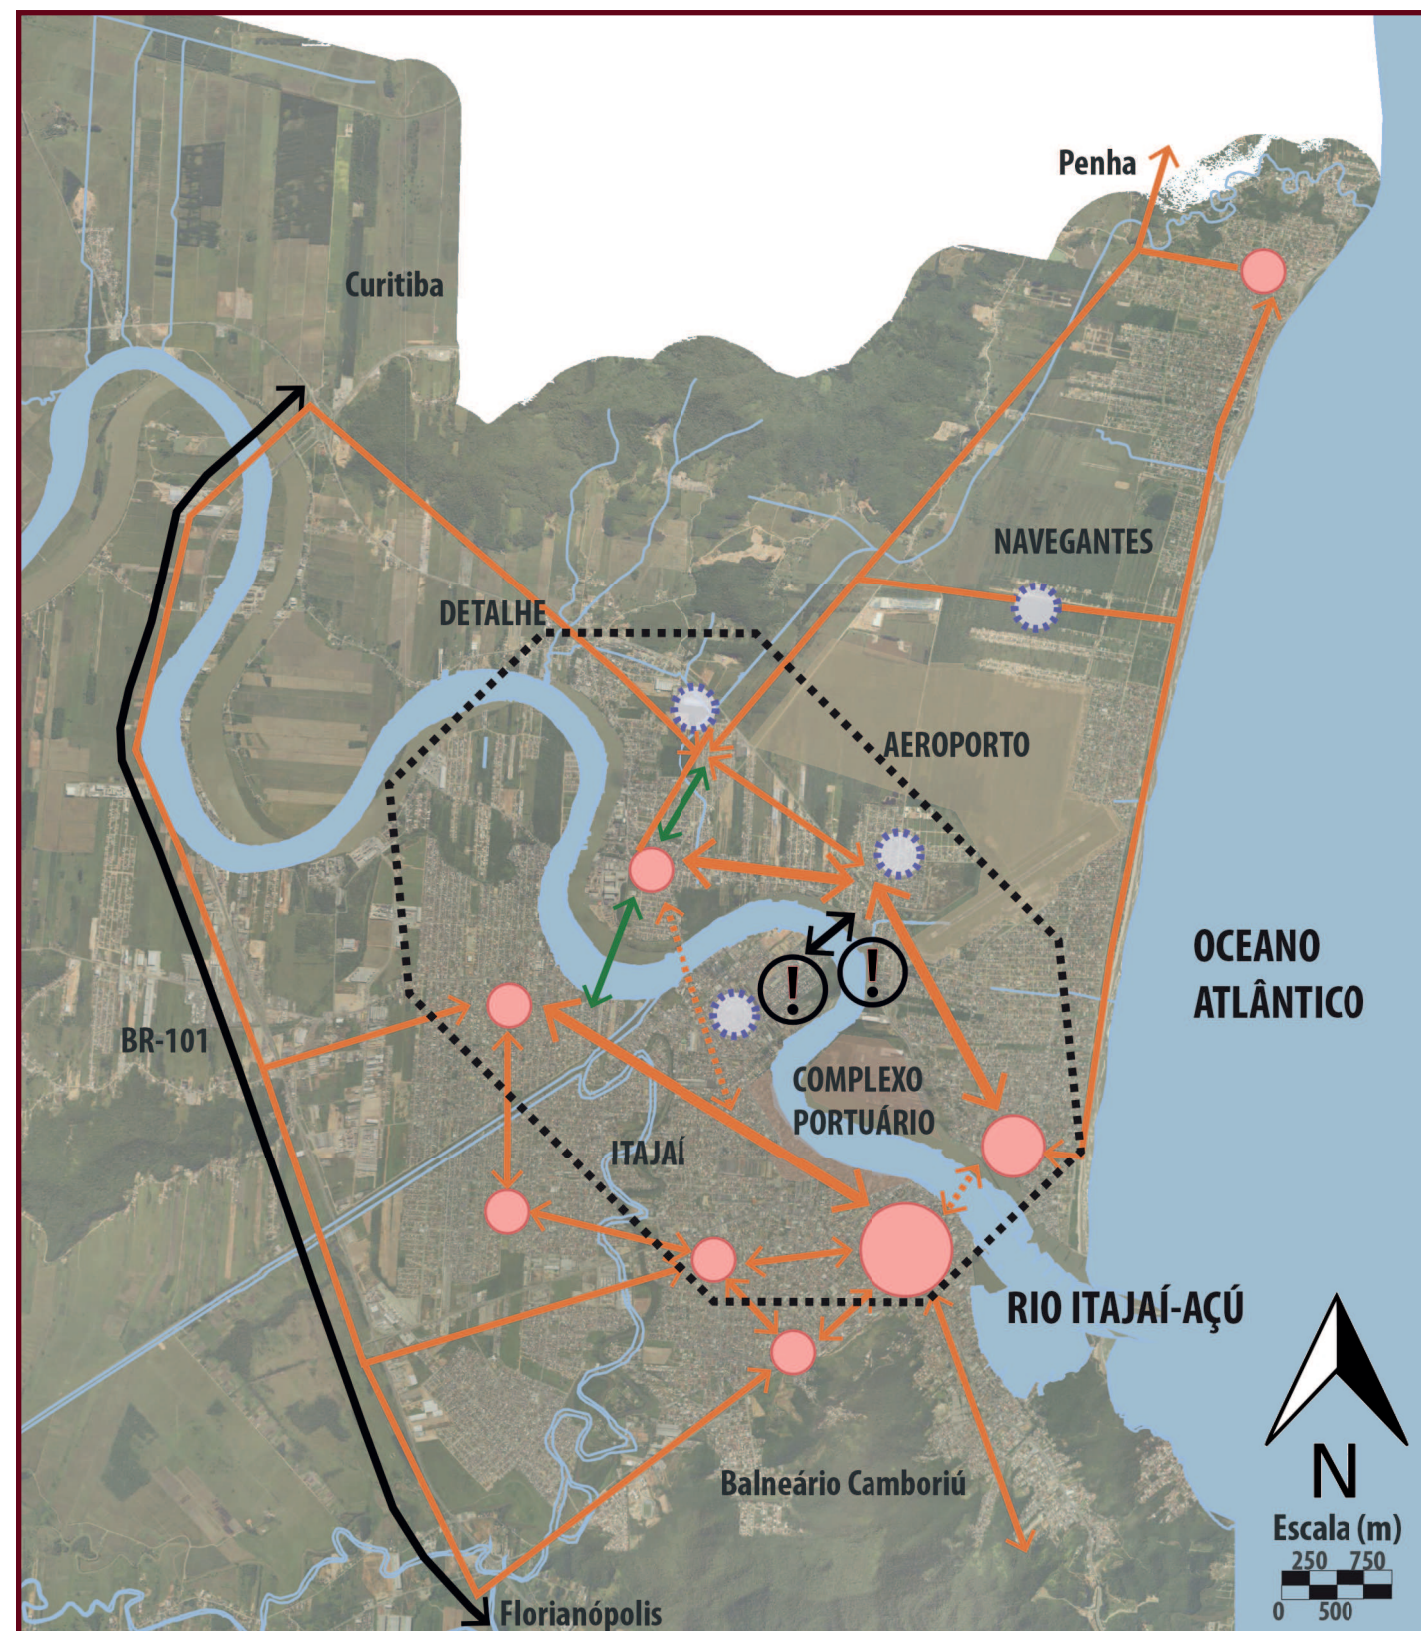 Penha
Curitiba
NAVEGANTES
DETALHE
AEROPORTO
!
!
OCEANO
ATLÂNTICO
BR-101
COMPLEXO
PORTUÁRIO
ITAJAÍ
RIO ITAJAÍ-AÇÚ
Balneário Camboriú
N
Escala (m)
250 750
0 500
Florianópolis